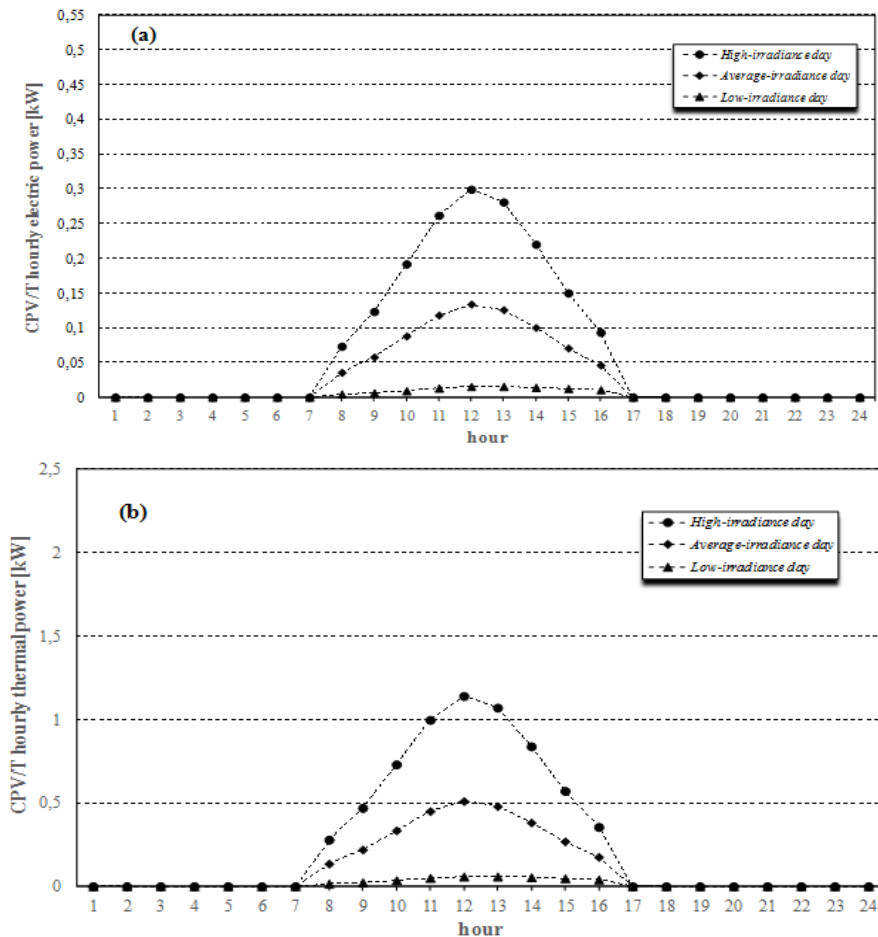 (a)
CPV/T hourly electric power [kW]
0,55
0,5
0,45
0,4
0,35
0,3
0,25
0,2
0,15
0,1
0,05
0
High-irradiance day
Average-irradiance day
Low-irradiance day
1 2 3 4 5 6 7 8 9 10 11 12 13 14 15 16 17 18 19 20 21 22 23 24
hour
(b)
CPV/T hourly thermal power [kW]
2,5
2
1,5
1
0,5
0
High-irradiance day
Average-irradiance day
Low-irradiance day
1 2 3 4 5 6 7 8 9 10 11 12 13 14 15 16 17 18 19 20 21 22 23 24
hour